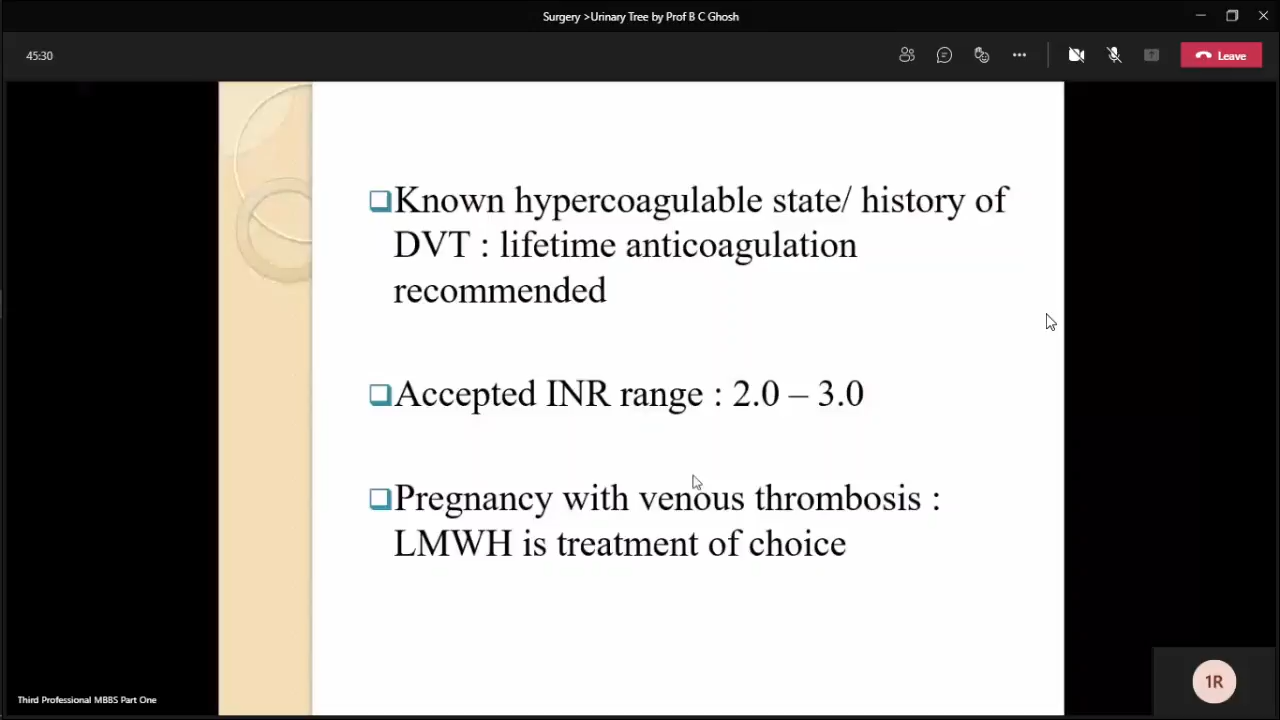 Surgery >Urinary Tree by Prof B C Ghosh
45:30
Leave
Known hypercoagulable state/ history of
DVT : lifetime anticoagulation
recommended
Accepted INR range : 2.0 – 3.0
Pregnancy with venous thrombosis :
LMWH is treatment of choice
Third Professional MBBS Part One
1R